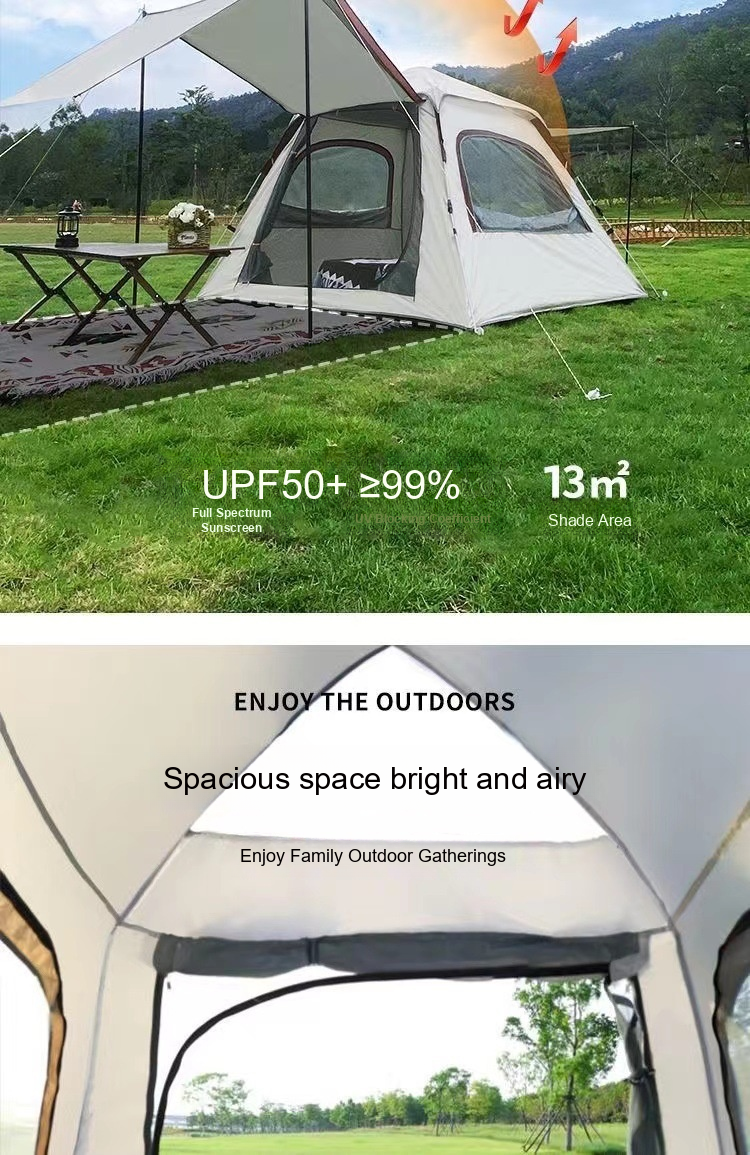 UPF50+ ≥99%
13㎡
Full Spectrum
Sunscreen
Shade Area
ENJOY THE OUTDOORS
Spacious space bright and airy
Enjoy Family Outdoor Gatherings